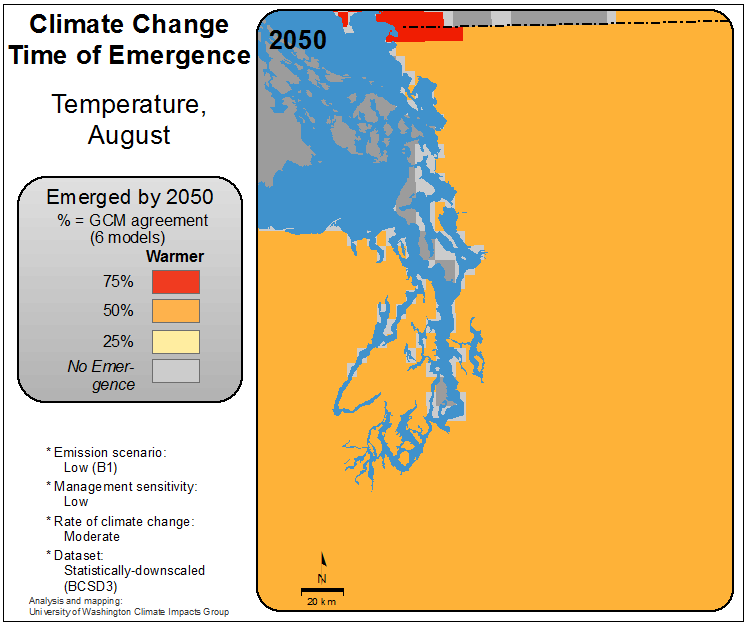 Climate Change
Time of Emergence
Temperature,
August
Emerged by 2050
% = GCM agreement
(6 models)
Warmer
75%
50%
25%
No Emer-
gence
* Emission scenario:
Low (B1)
* Management sensitivity:
Low
* Rate of climate change:
Moderate
* Dataset:
Statistically-downscaled
(BCSD3)
Analysis and mapping:
University of Washington Climate Impacts Group
2050
N
20 km